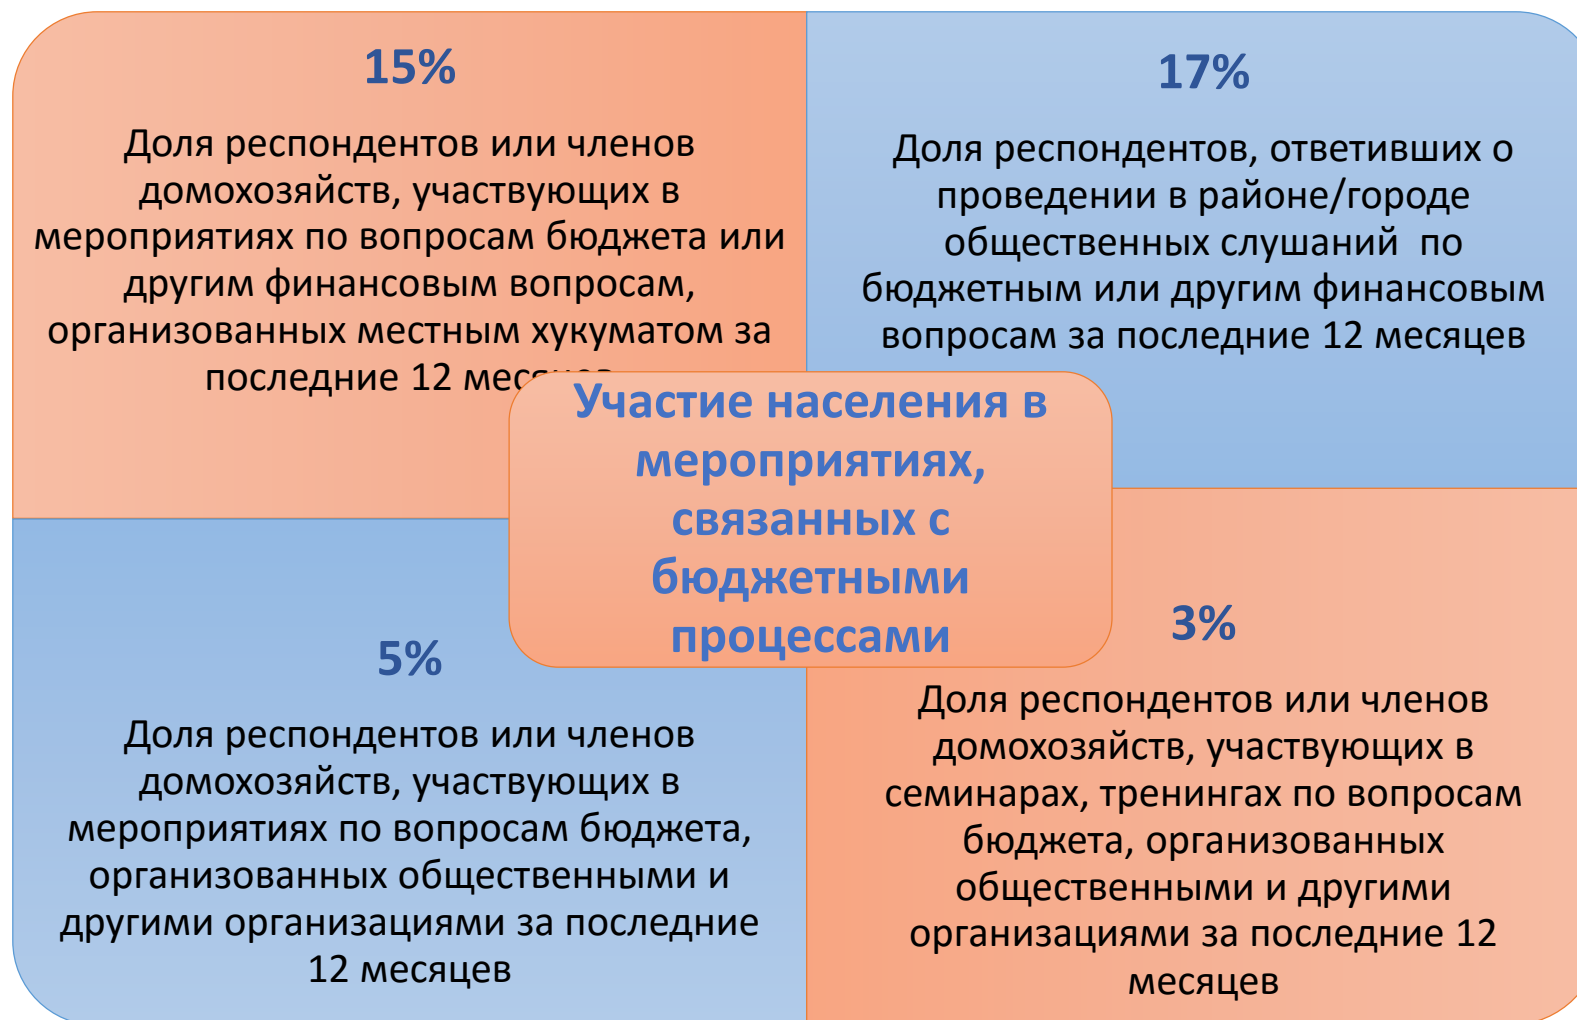 15%
Доля респондентов или членов
домохозяйств, участвующих в
мероприятиях по вопросам бюджета или
другим финансовым вопросам,
организованных местным хукуматом за
последние 12
17%
Доля респондентов, ответивших о
проведении в районе/городе
общественных слушаний по
бюджетным или другим финансовым
вопросам за последние 12 месяцев
Участие населения в
мероприятиях,
связанных с
бюджетными
процессами
5%
Доля респондентов или членов
домохозяйств, участвующих в
мероприятиях по вопросам бюджета,
организованных общественными и
другими организациями за последние
12 месяцев
3%
Доля респондентов или членов
домохозяйств, участвующих в
семинарах, тренингах по вопросам
бюджета, организованных
общественными и другими
организациями за последние 12
месяцев